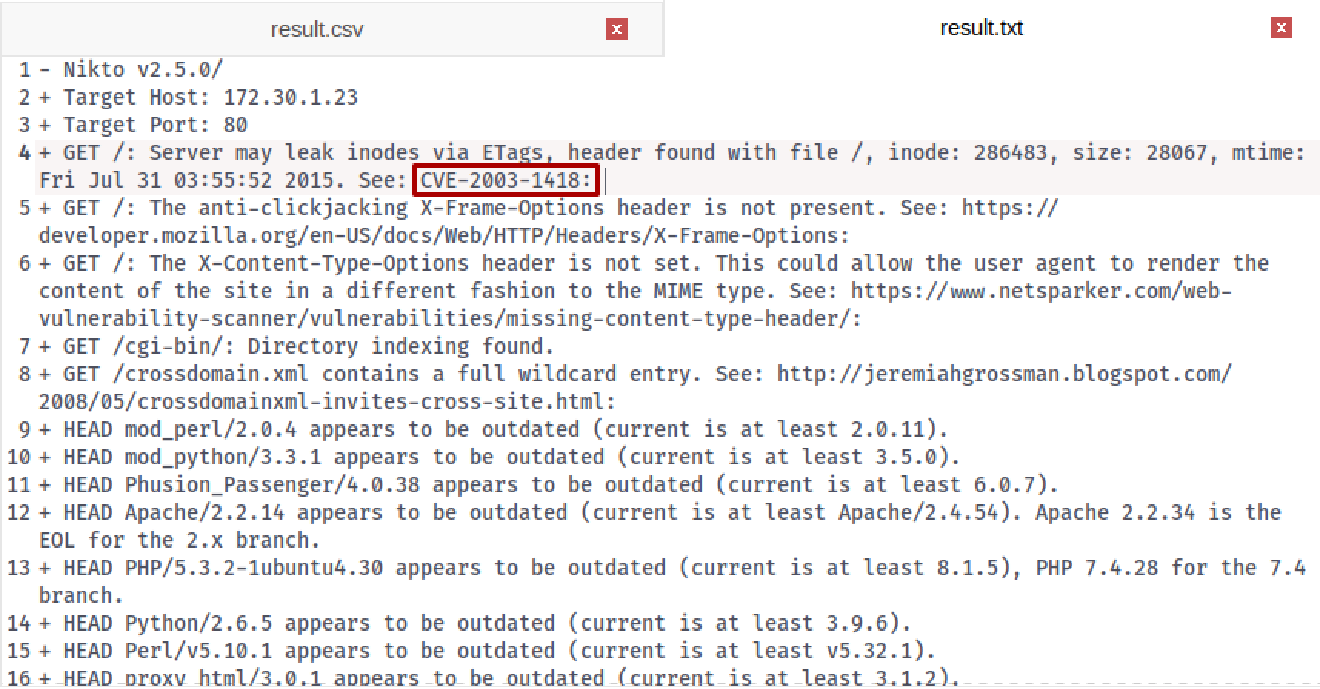 result.csv x result.txt x
1 - Nikto v2.5.0/
2 + Target Host: 172.30.1.23
3 + Target Port: 80
4 + GET /: Server may leak inodes via ETags, header found with file /, inode: 286483, size: 28067, mtime:
Fri Jul 31 03:55:52 2015. See: CVE-2003-1418:
5 + GET /: The anti-clickjacking X-Frame-Options header is not present. See: https://
developer.mozilla.org/en-US/docs/Web/HTTP/Headers/X-Frame-Options:
6 + GET /: The X-Content-Type-Options header is not set. This could allow the user agent to render the
content of the site in a different fashion to the MIME type. See: https://www.netsparker.com/web-
vulnerability-scanner/vulnerabilities/missing-content-type-header/:
7 + GET /cgi-bin/: Directory indexing found.
8 + GET /crossdomain.xml contains a full wildcard entry. See: http://jeremiahgrossman.blogspot.com/
2008/05/crossdomainxml-invites-cross-site.html:
9 + HEAD mod_perl/2.0.4 appears to be outdated (current is at least 2.0.11).
10 + HEAD mod_python/3.3.1 appears to be outdated (current is at least 3.5.0).
11 + HEAD Phusion_Passenger/4.0.38 appears to be outdated (current is at least 6.0.7).
12 + HEAD Apache/2.2.14 appears to be outdated (current is at least Apache/2.4.54). Apache 2.2.34 is the
EOL for the 2.x branch.
13 + HEAD PHP/5.3.2-1ubuntu4.30 appears to be outdated (current is at least 8.1.5), PHP 7.4.28 for the 7.4
branch.
14 + HEAD Python/2.6.5 appears to be outdated (current is at least 3.9.6).
15 + HEAD Perl/v5.10.1 appears to be outdated (current is at least v5.32.1).
16 + HEAD proxy_html/3.0.1 appears to be outdated (current is at least 3.1.2).